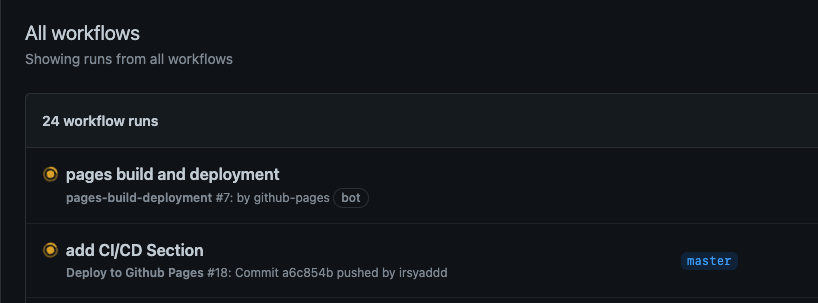 All workflows
Showing runs from all workflows
24 workflow runs
pages build and deployment
pages-build-deployment #7: by github-pages bot
add CI/CD Section
master
Deploy to Github Pages #18: Commit a6c854b pushed by irsyaddd